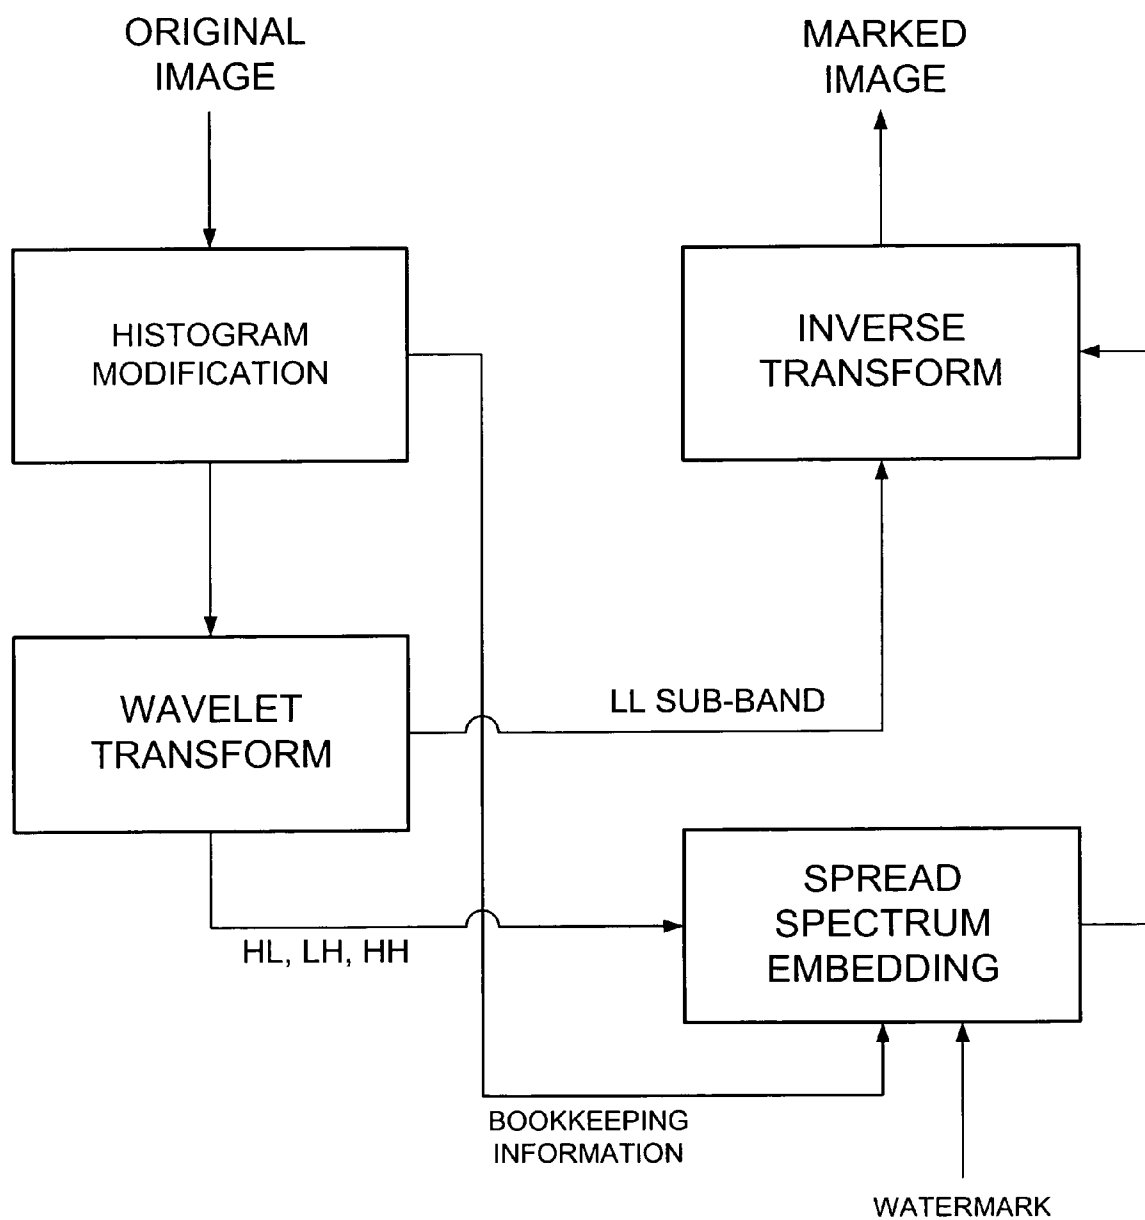 ORIGINAL
IMAGE
MARKED
IMAGE
HISTOGRAM
MODIFICATION
INVERSE
TRANSFORM
WAVELET
TRANSFORM
LL SUB-BAND
HL, LH, HH
SPREAD
SPECTRUM
EMBEDDING
BOOKKEEPING
INFORMATION
WATERMARK